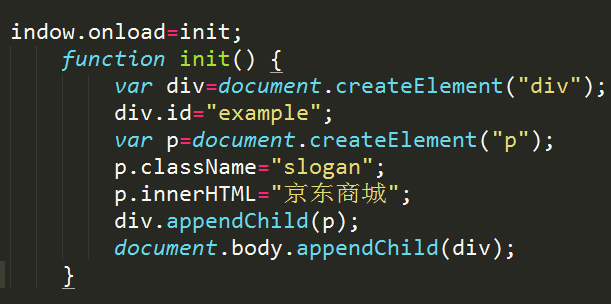 indow.onload=init;
function init() {
var div=document.createElement("div");
div.id="example";
var p=document.createElement("p");
p.className="slogan";
p.innerHTML="京东商城";
div.appendChild(p);
document.body.appendChild(div);
}